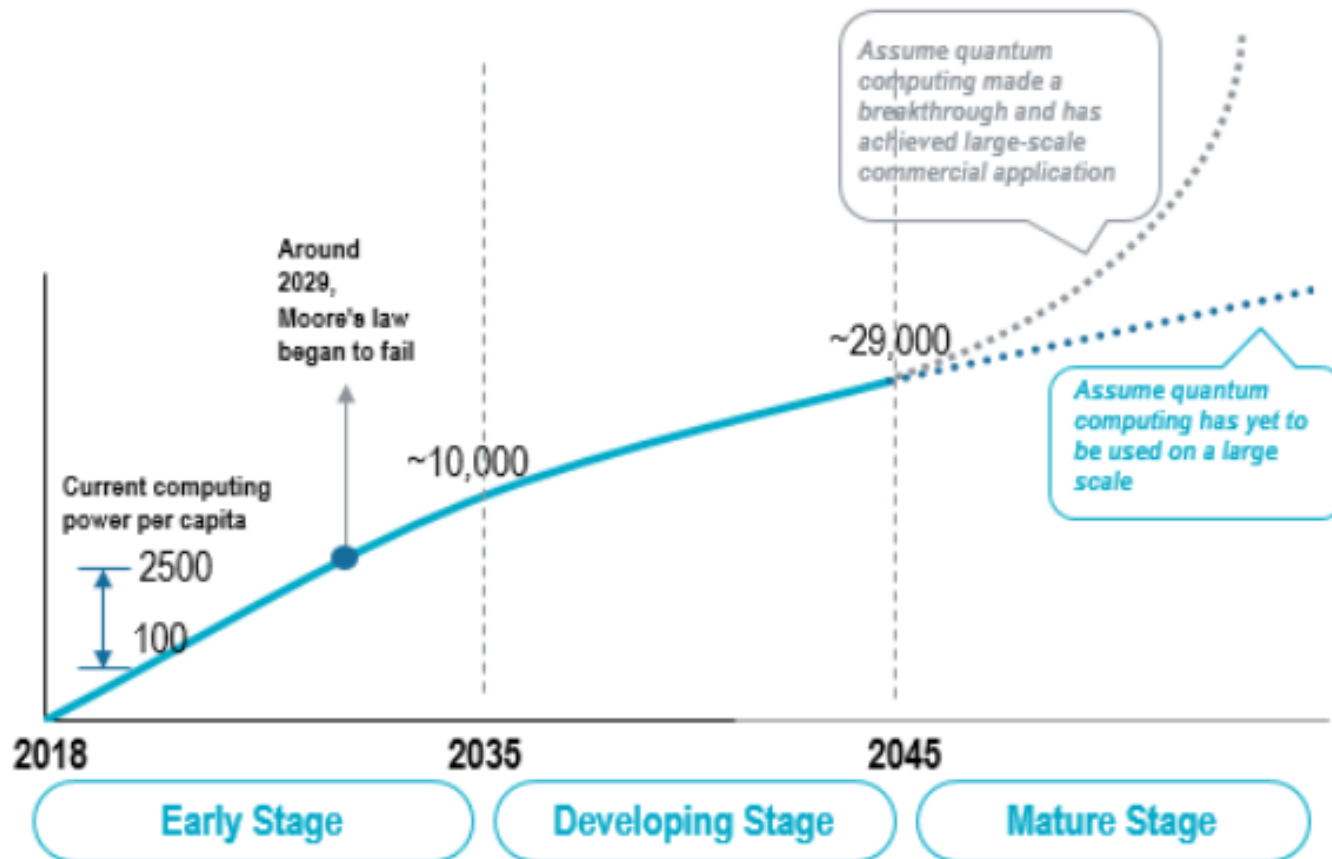 Assume quantum
computing made a
breakthrough and has
achieved large-scale
commercial application
Around
2029,
Moore's law
began to fail
~29,000
Assume quantum
computing has yet to
be used on a large
scale
~10,000
Current computing
power per capita
2500
100
2018
2035
2045
Early Stage
Developing Stage
Mature Stage